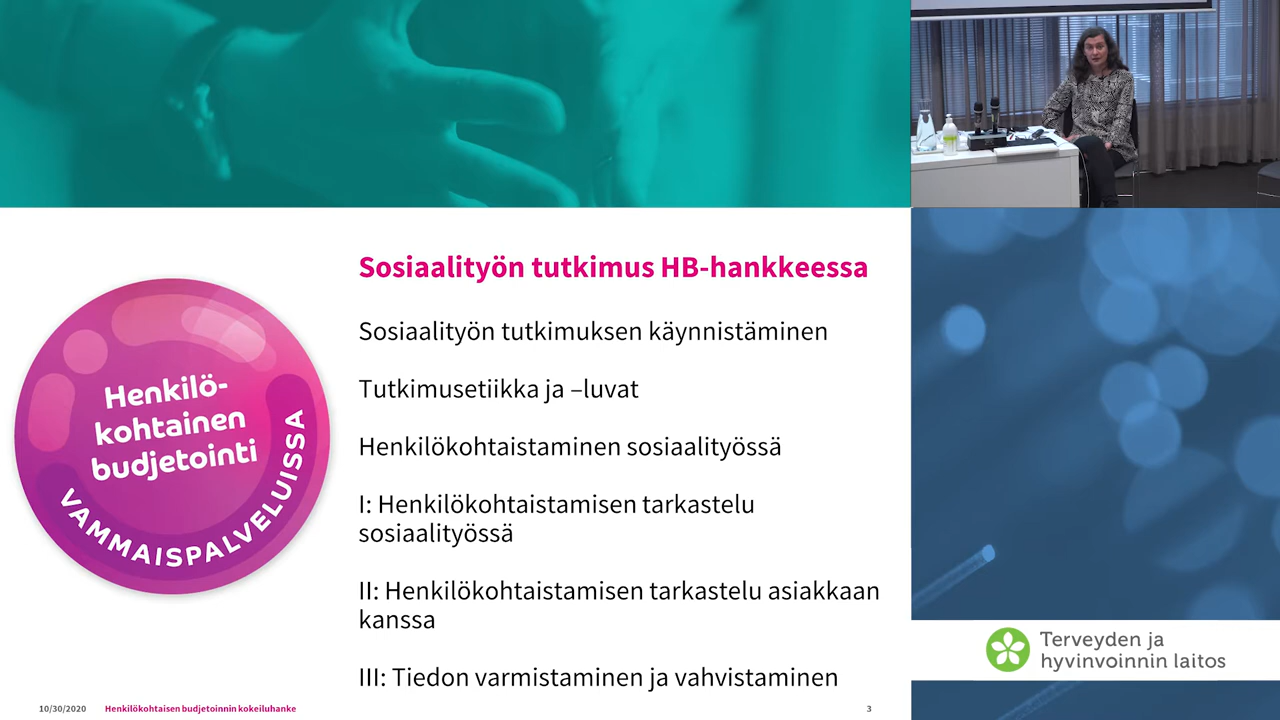 Sosiaalityön tutkimus HB-hankkeessa
Sosiaalityön tutkimuksen käynnistäminen
Tutkimusetiikka ja –luvat
Henkilökohtaistaminen sosiaalityössä
I: Henkilökohtaistamisen tarkastelu
sosiaalityössä
II: Henkilökohtaistamisen tarkastelu asiakkaan
kanssa
III: Tiedon varmistaminen ja vahvistaminen
Henkilö-
kohtainen
budjetointi
VAMMAISPALVELUISSA
10/30/2020
Henkilökohtaisen budjetoinnin kokeiluhanke
3
Terveyden ja
hyvinvoinnin laitos